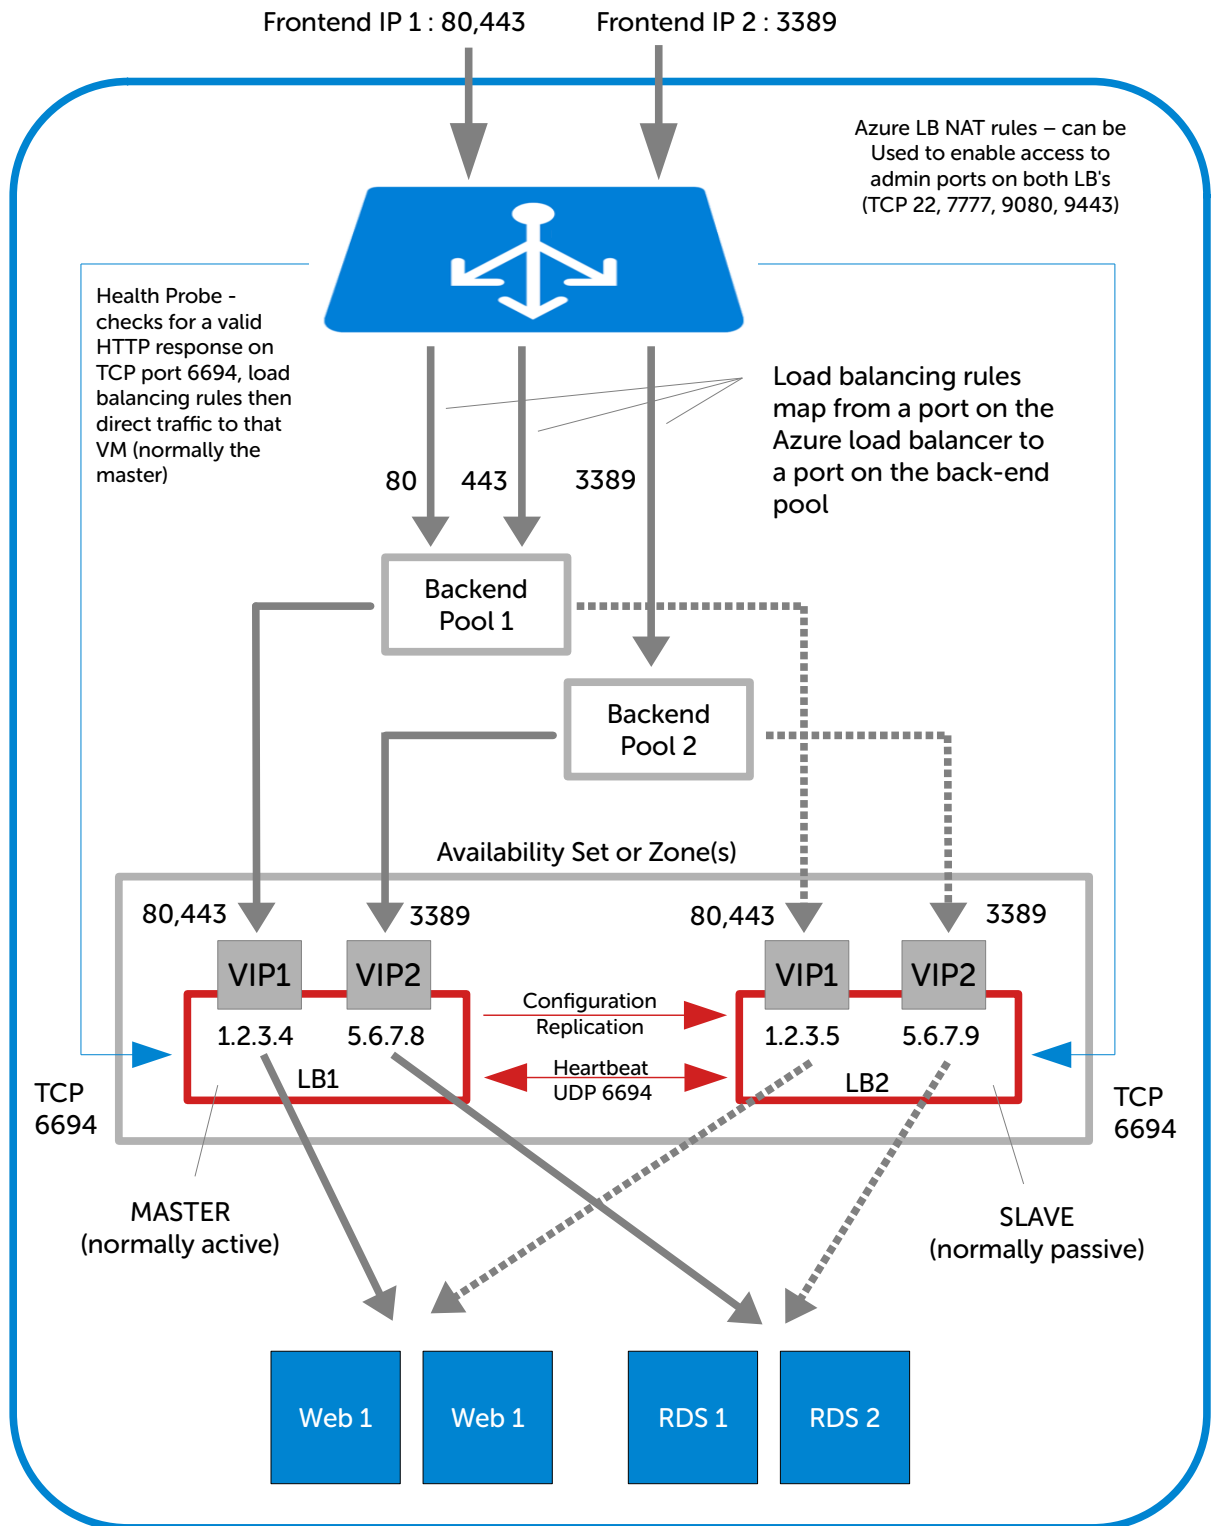 Frontend IP 1 : 80,443
Frontend IP 2 : 3389
Azure LB NAT rules – can be
Used to enable access to
admin ports on both LB's
(TCP 22, 7777, 9080, 9443)
Health Probe -
checks for a valid
HTTP response on
TCP port 6694, load
balancing rules then
direct traffic to that
VM (normally the
master)
Load balancing rules
map from a port on the
Azure load balancer to
a port on the back-end
pool
80
443
3389
Backend
Pool 1
Backend
Pool 2
Availability Set or Zone(s)
80,443
3389
80,443
3389
VIP1
VIP2
VIP1
VIP2
Configuration
Replication
1.2.3.4
5.6.7.8
1.2.3.5
5.6.7.9
LB1
Heartbeat
UDP 6694
LB2
TCP
6694
TCP
6694
MASTER
(normally active)
SLAVE
(normally passive)
Web 1
Web 1
RDS 1
RDS 2